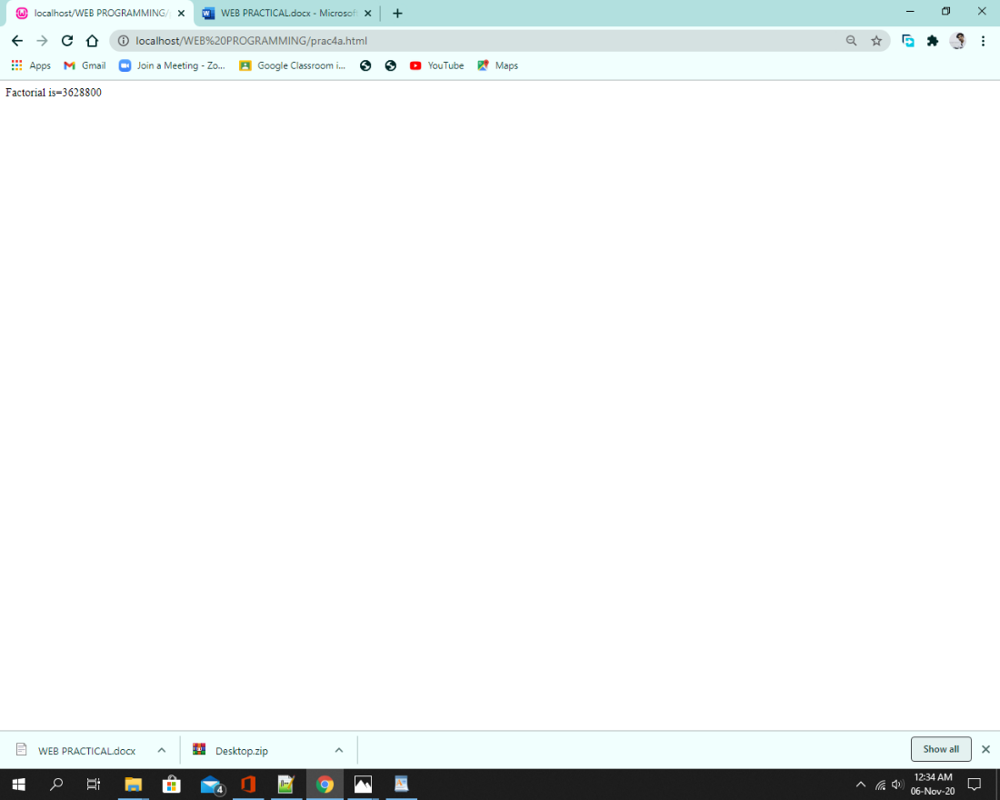 localhost/WEB PROGRAMMING/
WEB PRACTICAL.docx - Microsof
localhost/WEB%20PROGRAMMING/prac4a.html
Apps Gmail Join a Meeting - Zo... Google Classroom i... YouTube Maps
Factorial is=3628800
WEB PRACTICAL.docx Desktop.zip Show all
4
12:34 AM
06-Nov-20